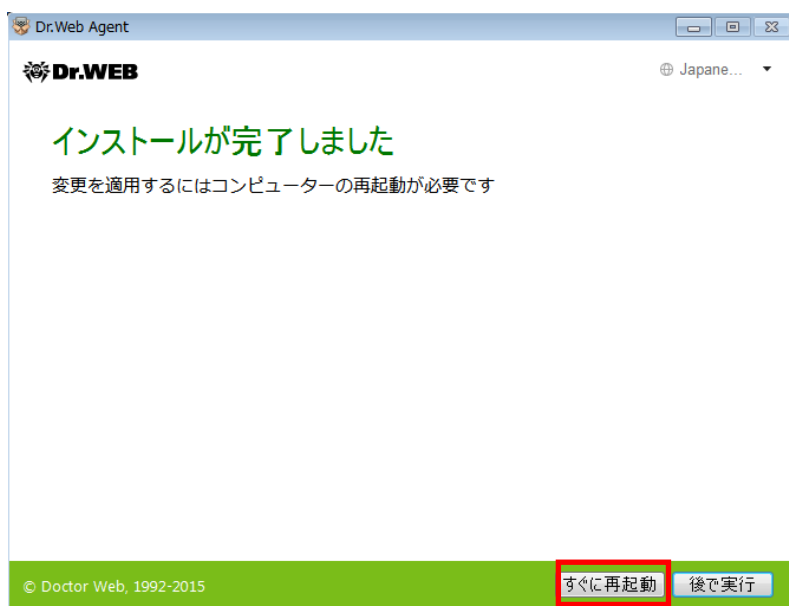 Dr.Web Agent
Dr.WEB
Japane...
インストールが完了しました
変更を適用するにはコンピューターの再起動が必要です
© Doctor Web, 1992-2015
すぐに再起動 後で実行